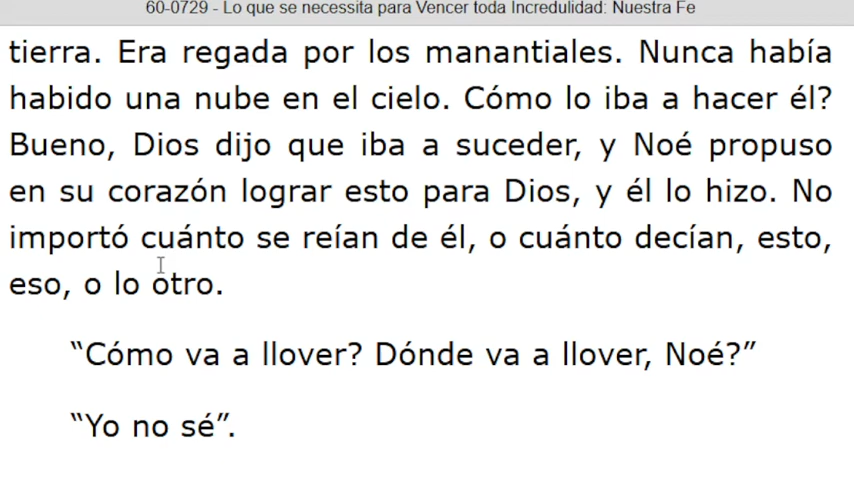 60-0729 - Lo que se necessita para Vencer toda Incredulidad: Nuestra Fe
tierra. Era regada por los manantiales. Nunca había
habido una nube en el cielo. Cómo lo iba a hacer él?
Bueno, Dios dijo que iba a suceder, y Noé propuso
en su corazón lograr esto para Dios, y él lo hizo. No
importó cuánto se reían de él, o cuánto decían, esto,
eso, o lo otro.
“Cómo va a llover? Dónde va a llover, Noé?”
“Yo no sé”.